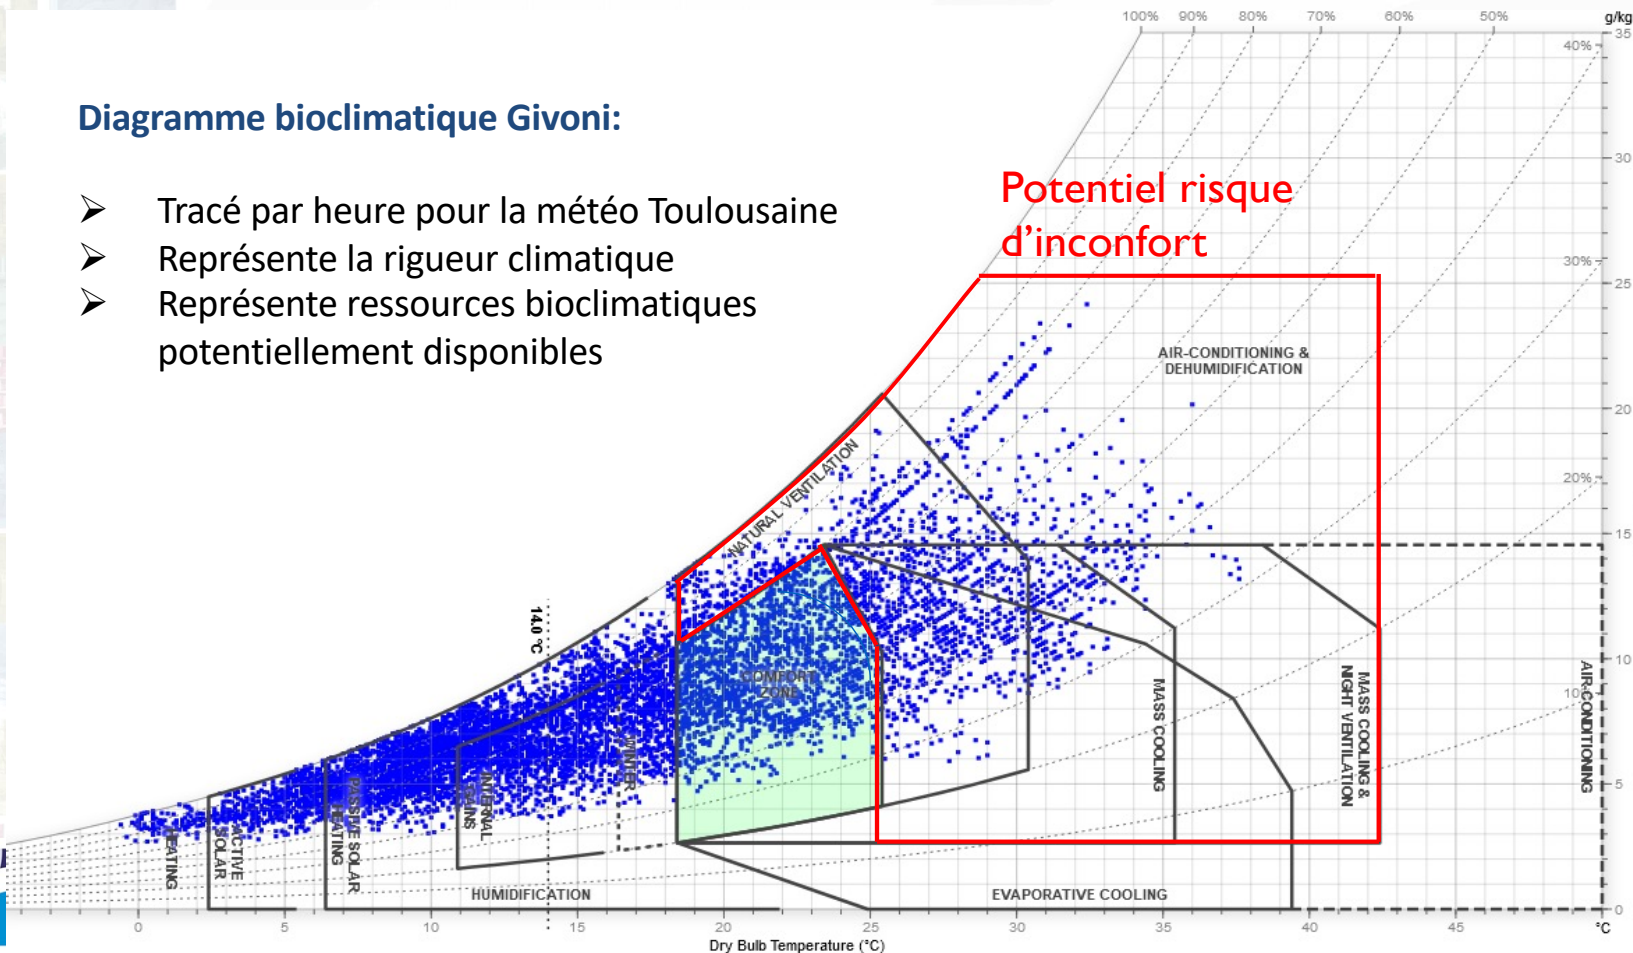 100% 90% 80% 70% 60% 50% g/kg
35
40%
Diagramme bioclimatique Givoni:
➢ Tracé par heure pour la météo Toulousaine
➢ Représente la rigueur climatique
➢ Représente ressources bioclimatiques
potentiellement disponibles
30
Potentiel risque
d'inconfort
30%
25
AIR-CONDITIONING &
DEHUMIDIFICATION
20
NATURAL VENTILATION
20%
15
14.0 °C
10
COMFORT
ZONE
10%
WINTER
MASS COOLING
MASS COOLING &
NIGHT VENTILATION
AIR-CONDITIONING
5
INTERNAL
GAINS
PASSIVE SOLAR
HEATING
ACTIVE
SOLAR
HEATING
HUMIDIFICATION
EVAPORATIVE COOLING
0
0 5 10 15 20 25 30 35 40 45 °C
Dry Bulb Temperature (°C)